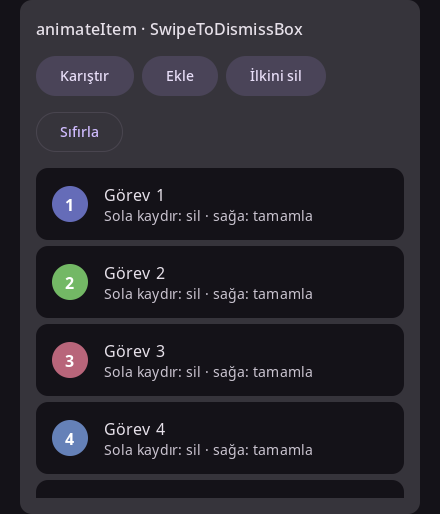 animateItem · SwipeToDismissBox
Karıştır
Ekle
İlkini sil
Sıfırla
1
Görev 1
Sola kaydır: sil · sağa: tamamla
2
Görev 2
Sola kaydır: sil · sağa: tamamla
3
Görev 3
Sola kaydır: sil · sağa: tamamla
4
Görev 4
Sola kaydır: sil · sağa: tamamla